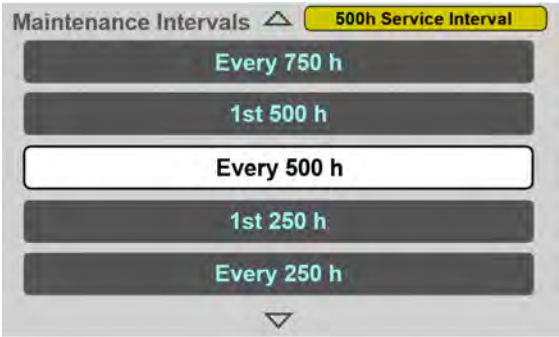 Maintenance Intervals 500h Service Interval
Every 750 h
1st 500 h
Every 500 h
1st 250 h
Every 250 h